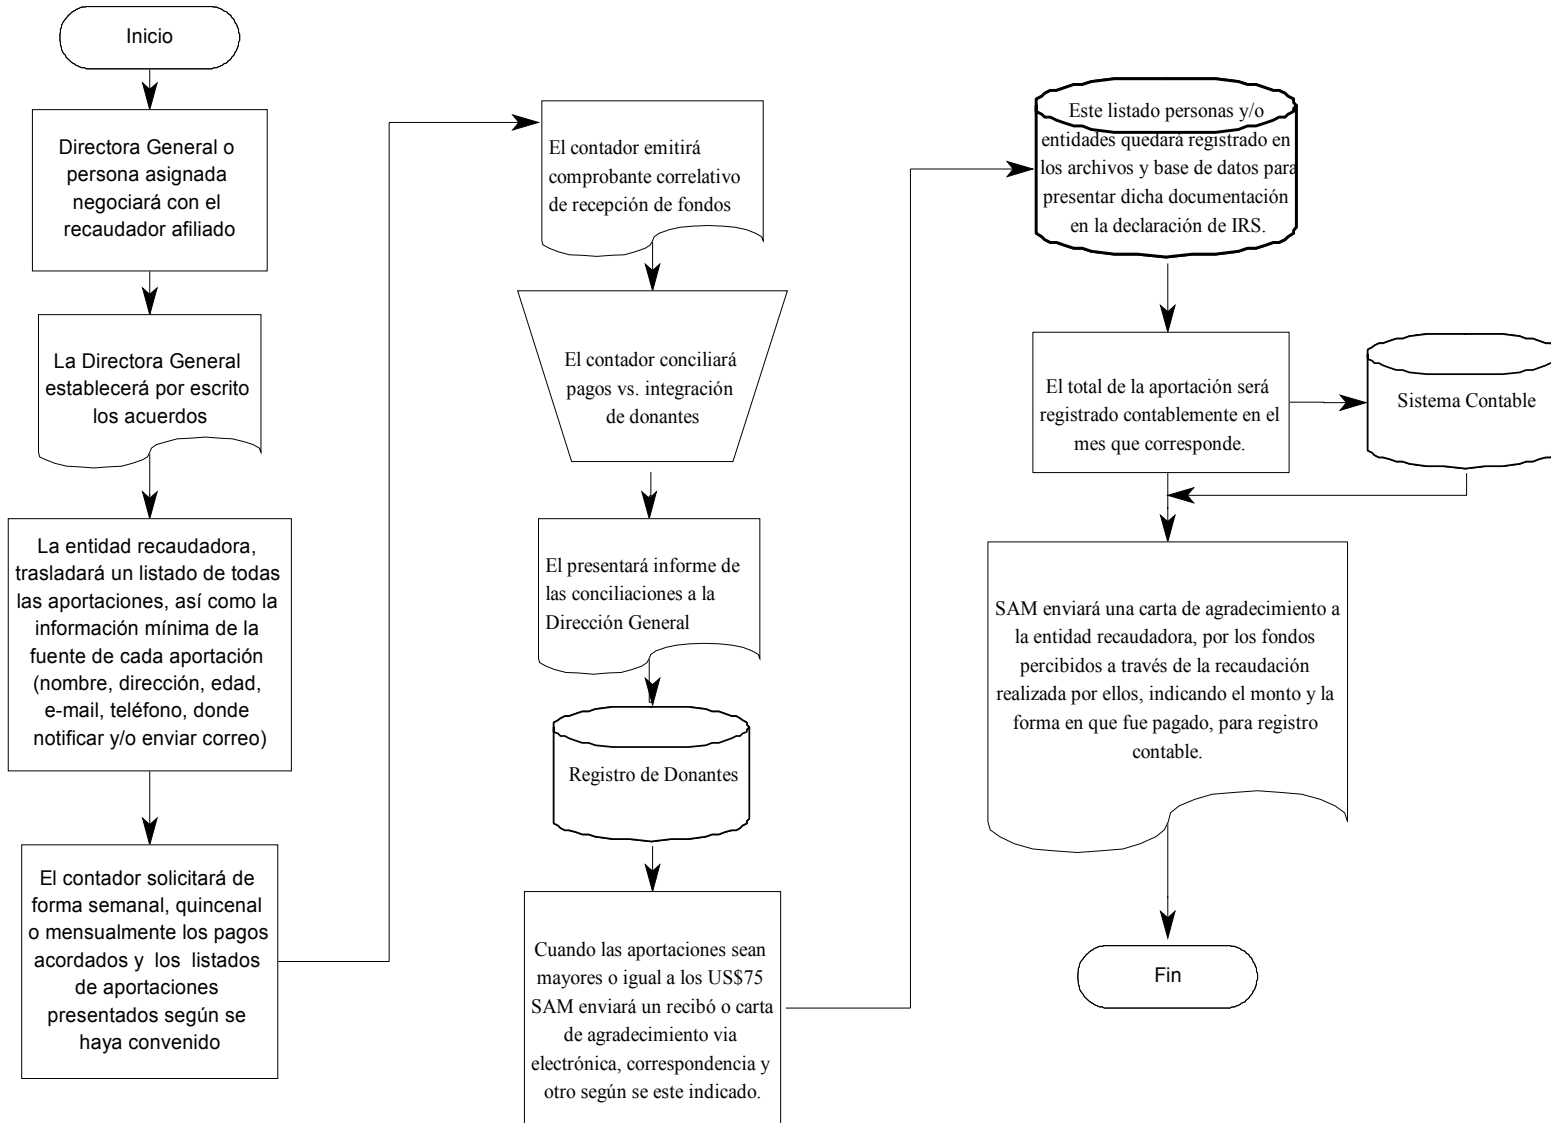 Inicio
Directora General o
persona asignada
negociará con el
recaudador afiliado
La Directora General
establecerá por escrito
los acuerdos
La entidad recaudadora,
trasladará un listado de todas
las aportaciones, así como la
información mínima de la
fuente de cada aportación
(nombre, dirección, edad,
e-mail, teléfono, donde
notificar y/o enviar correo)
El contador solicitará de
forma semanal, quincenal
o mensualmente los pagos
acordados y los listados
de aportaciones
presentados según se
haya convenido
El contador emitirá
comprobante correlativo
de recepción de fondos
El contador conciliará
pagos vs. integración
de donantes
El presentará informe de
las conciliaciones a la
Dirección General
Registro de Donantes
Cuando las aportaciones sean
mayores o igual a los US$75
SAM enviará un recibó o carta
de agradecimiento via
electrónica, correspondencia y
otro según se este indicado.
Este listado personas y/o
entidades quedará registrado en
los archivos y base de datos para
presentar dicha documentación
en la declaración de IRS.
El total de la aportación será
registrado contablemente en el
mes que corresponde.
Sistema Contable
SAM enviará una carta de agradecimiento a
la entidad recaudadora, por los fondos
percibidos a través de la recaudación
realizada por ellos, indicando el monto y la
forma en que fue pagado, para registro
contable.
Fin